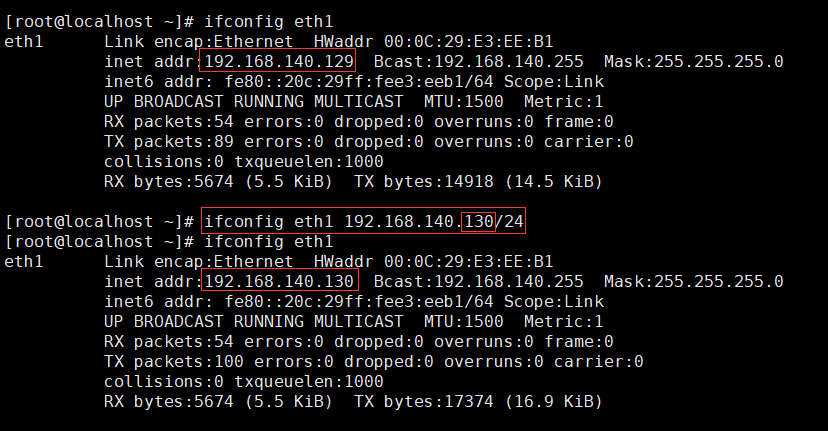 [root@localhost ~]# ifconfig eth1
eth1      Link encap:Ethernet  HWaddr 00:0C:29:E3:EE:B1
          inet addr:192.168.140.129  Bcast:192.168.140.255  Mask:255.255.255.0
          inet6 addr: fe80::20c:29ff:fee3:eeb1/64 Scope:Link
          UP BROADCAST RUNNING MULTICAST  MTU:1500  Metric:1
          RX packets:54 errors:0 dropped:0 overruns:0 frame:0
          TX packets:89 errors:0 dropped:0 overruns:0 carrier:0
          collisions:0 txqueuelen:1000
          RX bytes:5674 (5.5 KiB)  TX bytes:14918 (14.5 KiB)
[root@localhost ~]# ifconfig eth1 192.168.140.130/24
[root@localhost ~]# ifconfig eth1
eth1      Link encap:Ethernet  HWaddr 00:0C:29:E3:EE:B1
          inet addr:192.168.140.130  Bcast:192.168.140.255  Mask:255.255.255.0
          inet6 addr: fe80::20c:29ff:fee3:eeb1/64 Scope:Link
          UP BROADCAST RUNNING MULTICAST  MTU:1500  Metric:1
          RX packets:54 errors:0 dropped:0 overruns:0 frame:0
          TX packets:100 errors:0 dropped:0 overruns:0 carrier:0
          collisions:0 txqueuelen:1000
          RX bytes:5674 (5.5 KiB)  TX bytes:17374 (16.9 KiB)